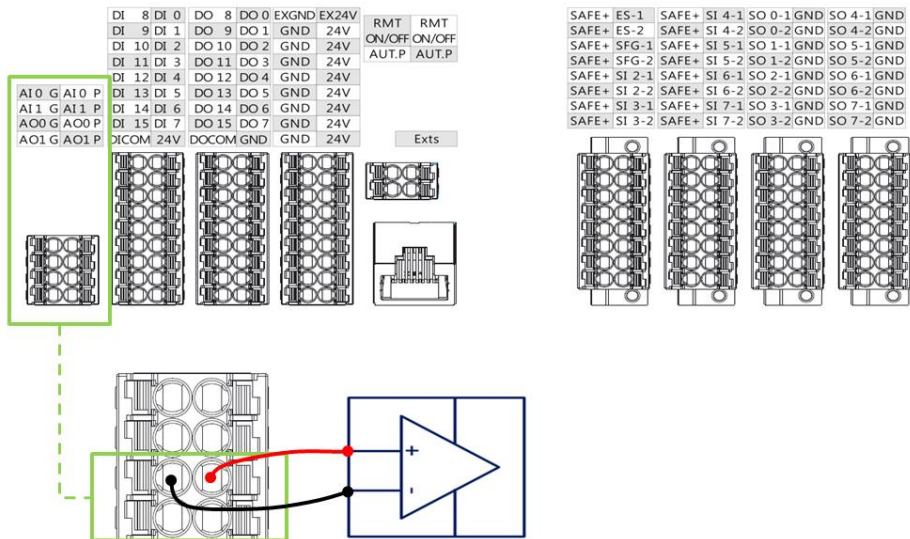 DI 8 DI 0 DO 8 DO 0 EXGND EX24V
DI 9 DI 1 DO 9 DO 1 GND 24V
DI 10 DI 2 DO 10 DO 2 GND 24V
DI 11 DI 3 DO 11 DO 3 GND 24V
DI 12 DI 4 DO 12 DO 4 GND 24V
AI0 G AI0 P DI 13 DI 5 DO 13 DO 5 GND 24V
AI1 G AI1 P DI 14 DI 6 DO 14 DO 6 GND 24V
AO0 G AO0 P DI 15 DI 7 DO 15 DO 7 GND 24V
AO1 G AO1 P DICOM 24V DOCOM GND GND 24V
RMT RMT
ON/OFF ON/OFF
AUT.P AUT.P
Exts
SAFE+ ES-1 SAFE+ SI 4-1 SO 0-1 GND SO 4-1 GND
SAFE+ ES-2 SAFE+ SI 4-2 SO 0-2 GND SO 4-2 GND
SAFE+ SFG-1 SAFE+ SI 5-1 SO 1-1 GND SO 5-1 GND
SAFE+ SFG-2 SAFE+ SI 5-2 SO 1-2 GND SO 5-2 GND
SAFE+ SI 2-1 SAFE+ SI 6-1 SO 2-1 GND SO 6-1 GND
SAFE+ SI 2-2 SAFE+ SI 6-2 SO 2-2 GND SO 6-2 GND
SAFE+ SI 3-1 SAFE+ SI 7-1 SO 3-1 GND SO 7-1 GND
SAFE+ SI 3-2 SAFE+ SI 7-2 SO 3-2 GND SO 7-2 GND
+
-